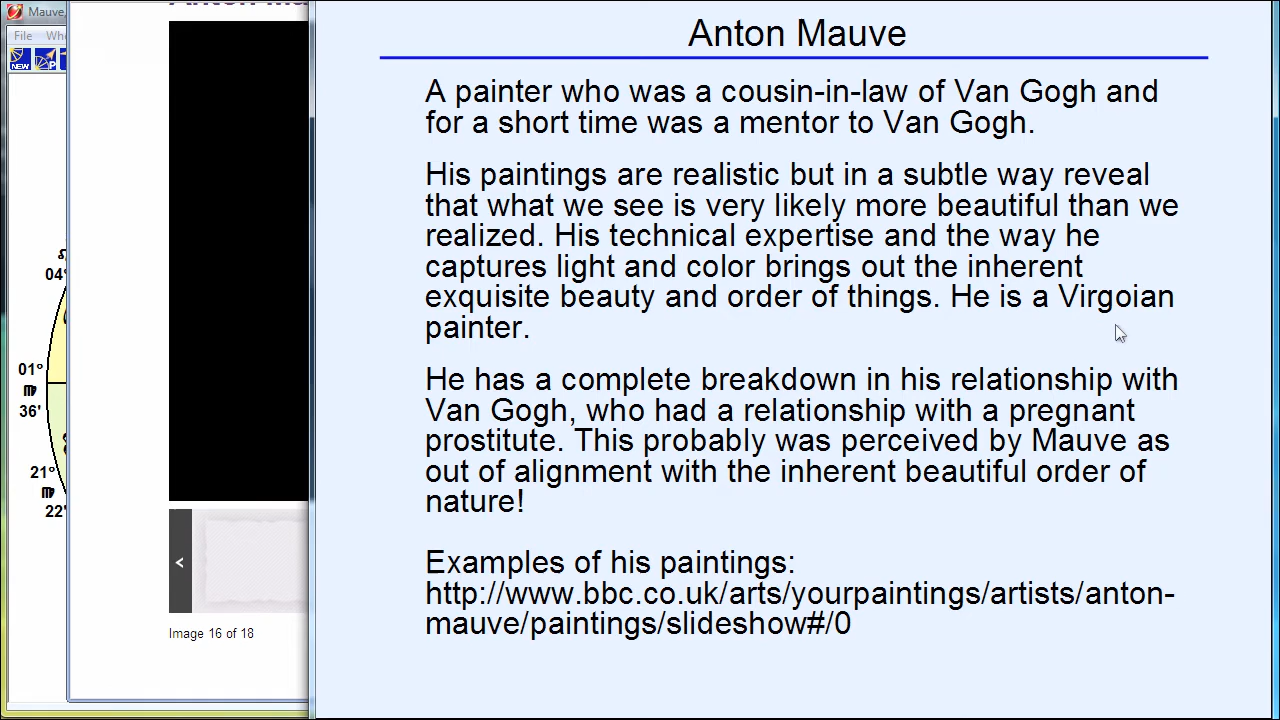 Mauve,
File
NEW
P
04°
01°
♍
36'
21°
♍
22'
<
Image 16 of 18
Anton Mauve
A painter who was a cousin-in-law of Van Gogh and
for a short time was a mentor to Van Gogh.
His paintings are realistic but in a subtle way reveal
that what we see is very likely more beautiful than we
realized. His technical expertise and the way he
captures light and color brings out the inherent
exquisite beauty and order of things. He is a Virgoian
painter.
He has a complete breakdown in his relationship with
Van Gogh, who had a relationship with a pregnant
prostitute. This probably was perceived by Mauve as
out of alignment with the inherent beautiful order of
nature!
Examples of his paintings:
http://www.bbc.co.uk/arts/yourpaintings/artists/anton-
mauve/paintings/slideshow#/0